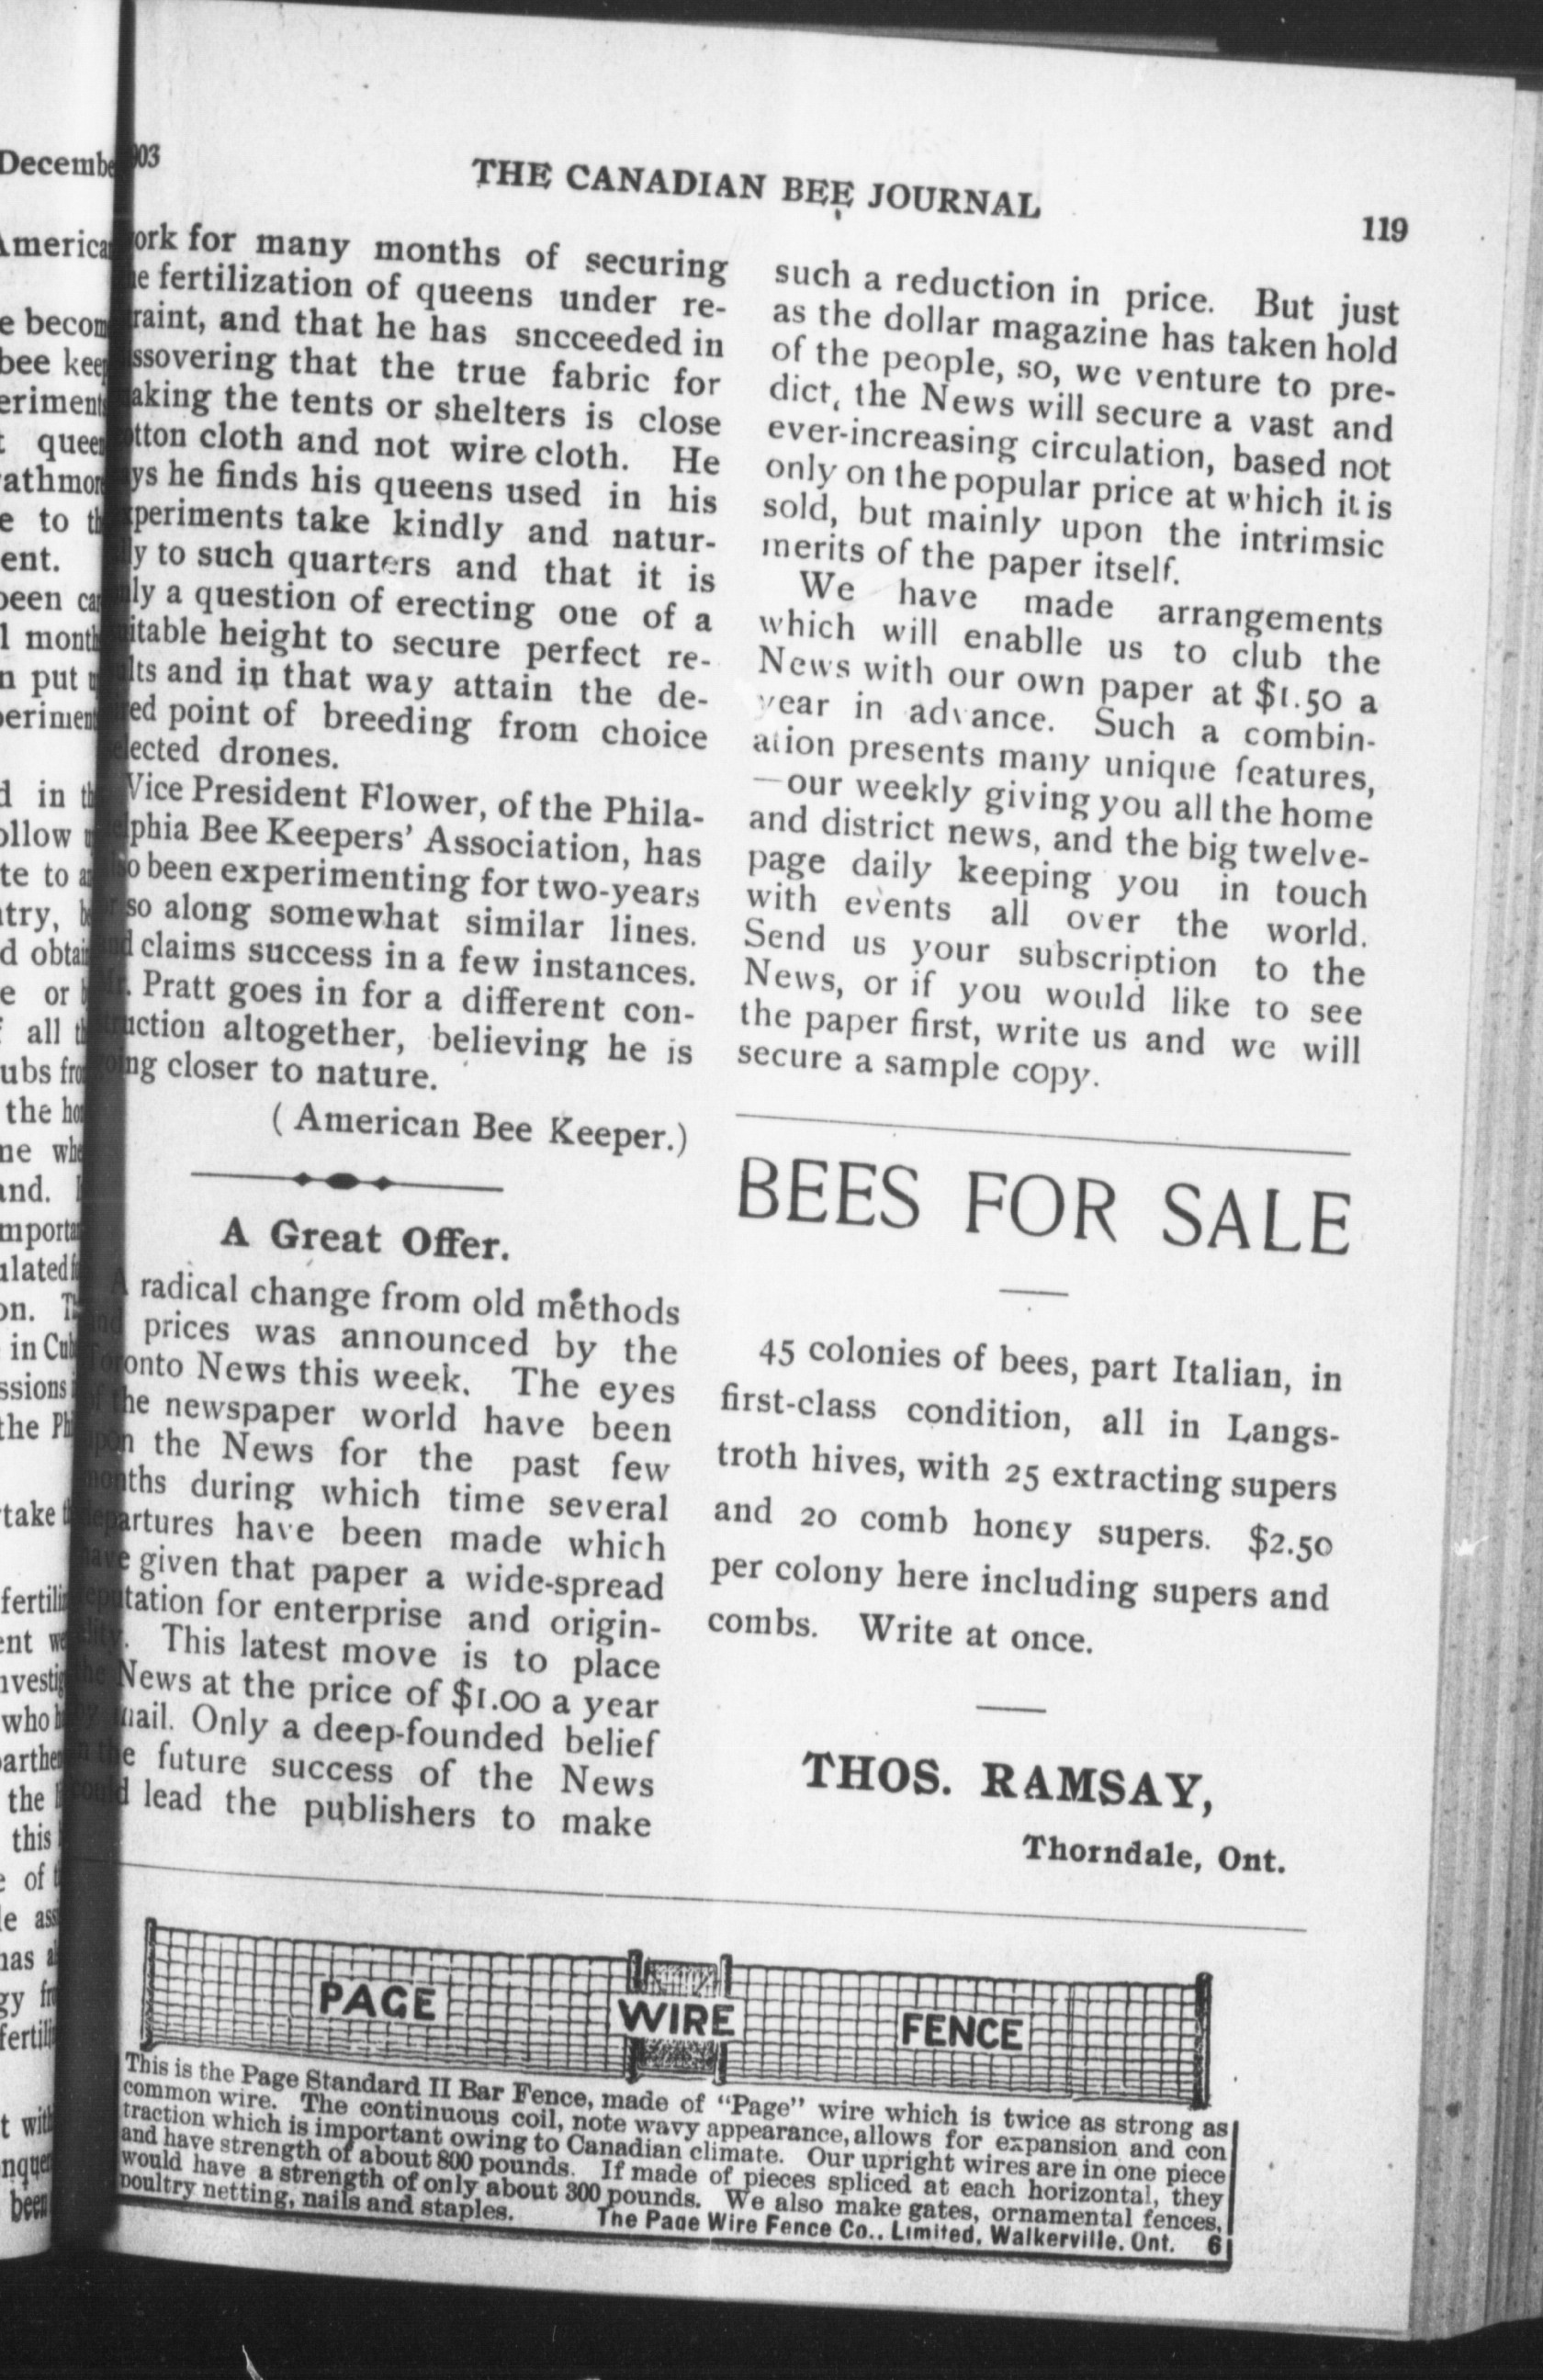 03
THE CANADIAN BEE JOURNAL
119
ork for many months of securing
e fertilization of queens under re-
raint, and that he has sncceeded in
ssovering that the true fabric for
aking the tents or shelters is close
tton cloth and not wire cloth. He
ys he finds his queens used in his
periments take kindly and natur-
ly to such quarters and that it is
ly a question of erecting one of a
itable height to secure perfect re-
lts and in that way attain the de-
red point of breeding from choice
elected drones.
Vice President Flower, of the Phila-
elphia Bee Keepers' Association, has
so been experimenting for two-years
or so along somewhat similar lines.
and claims success in a few instances.
Mr. Pratt goes in for a different con-
struction altogether, believing he is
going closer to nature.
( American Bee Keeper.)
A Great Offer.
A radical change from old methods
and prices was announced by the
Toronto News this week. The eyes
of the newspaper world have been
upon the News for the past few
months during which time several
departures have been made which
have given that paper a wide-spread
reputation for enterprise and origin-
ality. This latest move is to place
the News at the price of $1.00 a year
by mail. Only a deep-founded belief
in the future success of the News
could lead the publishers to make
such a reduction in price. But just
as the dollar magazine has taken hold
of the people, so, we venture to pre-
dict, the News will secure a vast and
ever-increasing circulation, based not
only on the popular price at which it is
sold, but mainly upon the intrimsic
merits of the paper itself.
We have made arrangements
which will enablle us to club the
News with our own paper at $1.50 a
year in advance. Such a combin-
ation presents many unique features,
—our weekly giving you all the home
and district news, and the big twelve-
page daily keeping you in touch
with events all over the world.
Send us your subscription to the
News, or if you would like to see
the paper first, write us and we will
secure a sample copy.
BEES FOR SALE
45 colonies of bees, part Italian, in
first-class condition, all in Langs-
troth hives, with 25 extracting supers
and 20 comb honey supers. $2.50
per colony here including supers and
combs. Write at once.
THOS. RAMSAY,
Thorndale, Ont.
PAGE WIRE FENCE
This is the Page Standard 11 Bar Fence, made of "Page" wire which is twice as strong as
common wire. The continuous coil, note wavy appearance, allows for expansion and con
traction which is important owing to Canadian climate. Our upright wires are in one piece
and have strength of about 800 pounds. If made of pieces spliced at each horizontal, they
would have a strength of only about 300 pounds. We also make gates, ornamental fences,
poultry netting, nails and staples. The Page Wire Fence Co., Limited, Walkerville, Ont. 6